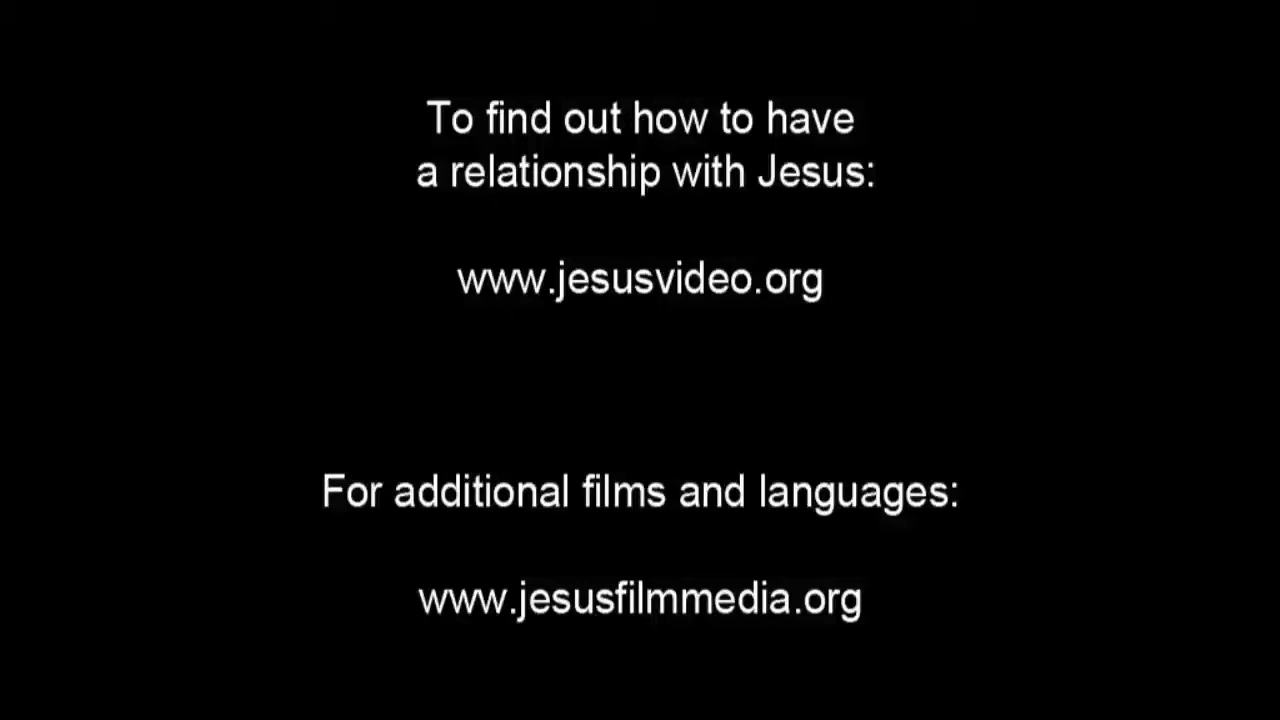 To find out how to have
a relationship with Jesus:
www.jesusvideo.org
For additional films and languages:
www.jesusfilmmedia.org